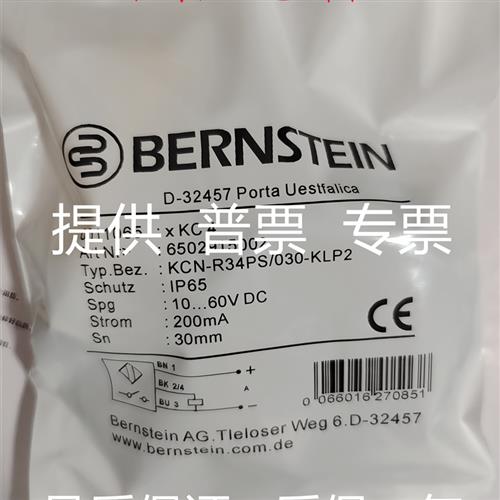 BERNSTEIN
D-32457 Porta Uestfalica
提供 普票 专票
Typ.Bez. : KCN-R34PS/030-KLP2
Schutz : IP65
Spg : 10...60V DC
Strom : 200mA
Sn : 30mm
CE
BN 1 +
BK 2/4 A
BU 3 −
0 066016 270851
Bernstein AG.Tleloser Weg 6.D-32457
www.bernstein.com.de